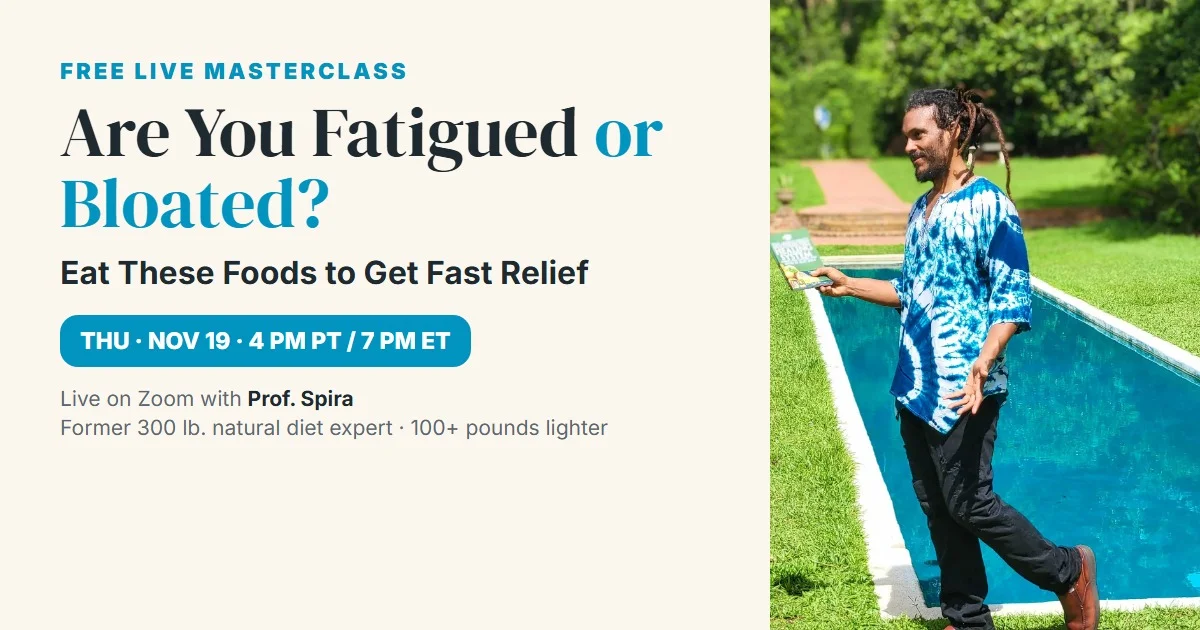 FREE LIVE MASTERCLASS
Are You Fatigued or
Bloated?
Eat These Foods to Get Fast Relief
THU · NOV 19 · 4 PM PT / 7 PM ET
Live on Zoom with Prof. Spira
Former 300 lb. natural diet expert · 100+ pounds lighter